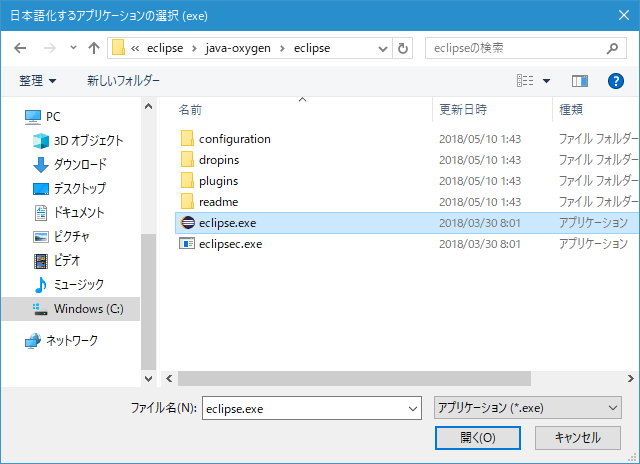 日本語化するアプリケーションの選択 (exe)
« eclipse › java-oxygen › eclipse
eclipseの検索
整理 新しいフォルダー
名前 更新日時 種類
PC
3D オブジェクト
ダウンロード
デスクトップ
ドキュメント
ピクチャ
ビデオ
ミュージック
Windows (C:)
ネットワーク
configuration 2018/05/10 1:43 ファイル フォルダー
dropins 2018/05/10 1:43 ファイル フォルダー
plugins 2018/05/10 1:43 ファイル フォルダー
readme 2018/05/10 1:43 ファイル フォルダー
eclipse.exe 2018/03/30 8:01 アプリケーション
eclipsec.exe 2018/03/30 8:01 アプリケーション
ファイル名(N): eclipse.exe アプリケーション (*.exe)
開く(O) キャンセル